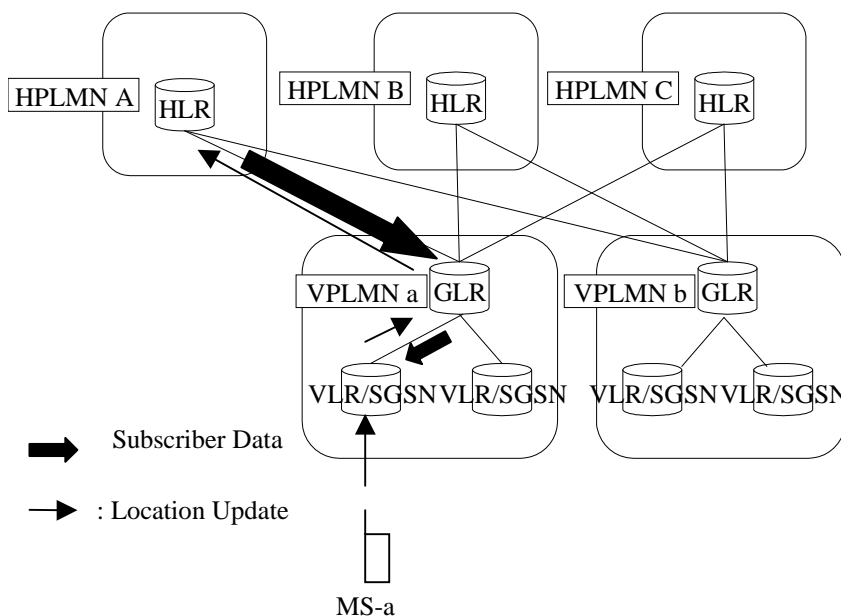 HPLMN A
HLR
HPLMN B
HLR
HPLMN C
HLR
VPLMN a
GLR
VPLMN b
GLR
VLR/SGSN
VLR/SGSN
VLR/SGSN
VLR/SGSN
Subscriber Data
: Location Update
MS-a